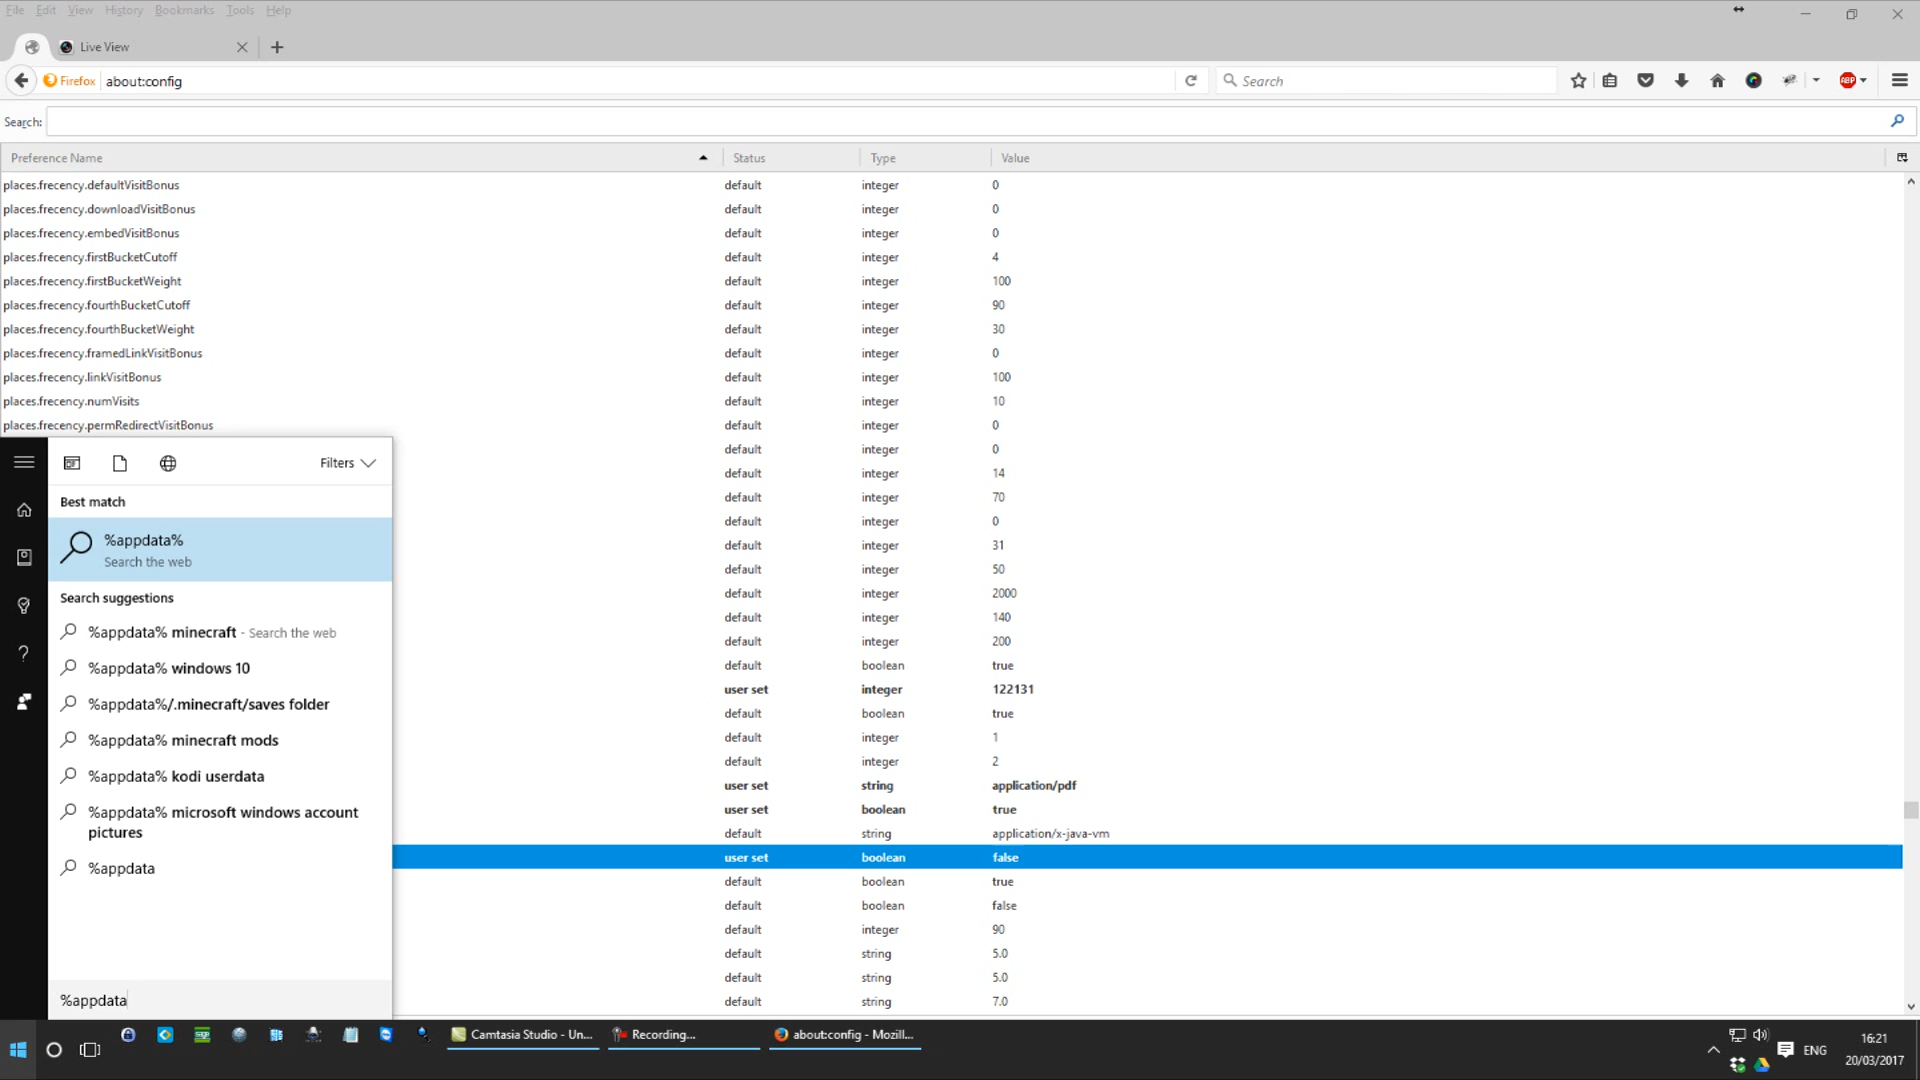 File Edit View History Bookmarks Tools Help
Live View
Firefox about:config Search ABP
Search:
Preference Name Status Type Value
places.frecency.defaultVisitBonus default integer 0
places.frecency.downloadVisitBonus default integer 0
places.frecency.embedVisitBonus default integer 0
places.frecency.firstBucketCutoff default integer 4
places.frecency.firstBucketWeight default integer 100
places.frecency.fourthBucketCutoff default integer 90
places.frecency.fourthBucketWeight default integer 30
places.frecency.framedLinkVisitBonus default integer 0
places.frecency.linkVisitBonus default integer 100
places.frecency.numVisits default integer 10
places.frecency.permRedirectVisitBonus default integer 0
default integer 0
default integer 14
default integer 70
default integer 0
default integer 31
default integer 50
default integer 2000
default integer 140
default integer 200
default boolean true
user set integer 122131
default boolean true
default integer 1
default integer 2
user set string application/pdf
user set boolean true
default string application/x-java-vm
user set boolean false
default boolean true
default boolean false
default integer 90
default string 5.0
default string 5.0
default string 7.0
Filters
Best match
%appdata%
Search the web
Search suggestions
%appdata% minecraft - Search the web
%appdata% windows 10
%appdata%/.minecraft/saves folder
%appdata% minecraft mods
%appdata% kodi userdata
%appdata% microsoft windows account
pictures
%appdata
%appdata
Camtasia Studio - Un... Recording... about:config - Mozill...
ENG
16:21
20/03/2017